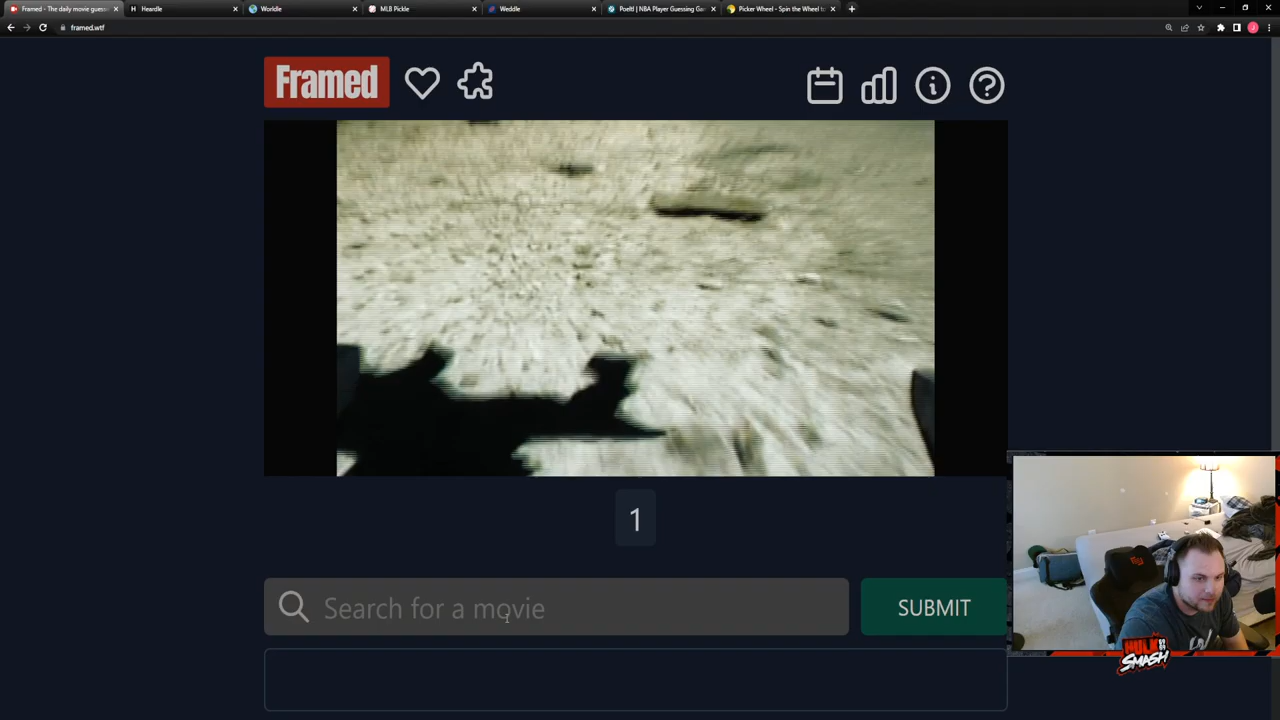 Framed - The daily movie guess
Heardle
Worldle
MLB Pickle
Weddle
Poeltl | NBA Player Guessing Ga
Picker Wheel - Spin the Wheel to
framed.wtf
J
Framed
1
Search for a movie
SUBMIT
HULK
SMASH